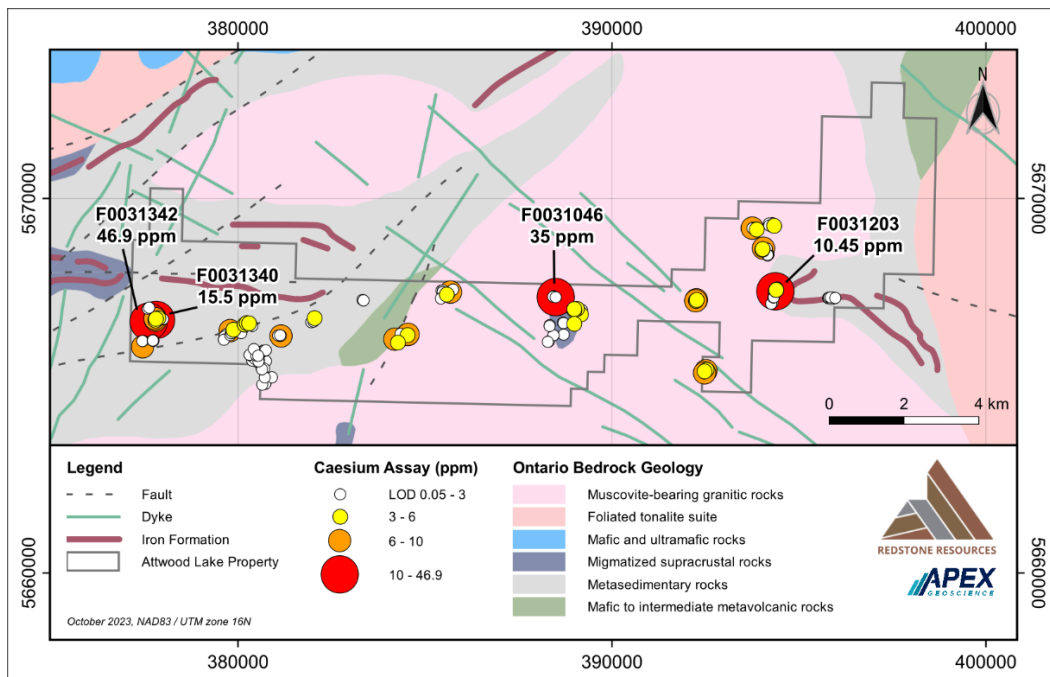 380000
390000
400000
N
5670000
5670000
F0031342
46.9 ppm
F0031340
15.5 ppm
F0031046
35 ppm
F0031203
10.45 ppm
0
2
4 km
Legend
Fault
Dyke
Iron Formation
Attwood Lake Property
Caesium Assay (ppm)
LOD 0.05 - 3
3 - 6
6 - 10
10 - 46.9
Ontario Bedrock Geology
Muscovite-bearing granitic rocks
Foliated tonalite suite
Mafic and ultramafic rocks
Migmatized supracrustal rocks
Metasedimentary rocks
Mafic to intermediate metavolcanic rocks
REDSTONE RESOURCES
APEX
GEOSCIENCE
5660000
5660000
October 2023, NAD83 / UTM zone 16N
380000
390000
400000